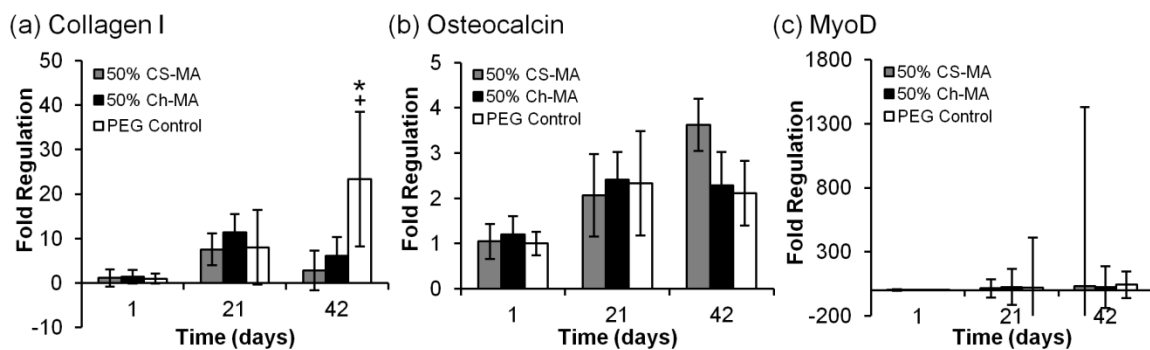 (a) Collagen I
Fold Regulation
50
40
30
20
10
0
-10
50% CS-MA
50% Ch-MA
PEG Control
*
+
1
21
42
Time (days)
(b) Osteocalcin
Fold Regulation
5
4
3
2
1
0
50% CS-MA
50% Ch-MA
PEG Control
1
21
42
Time (days)
(c) MyoD
Fold Regulation
1800
1300
800
300
-200
50% CS-MA
50% Ch-MA
PEG Control
1
21
42
Time (days)